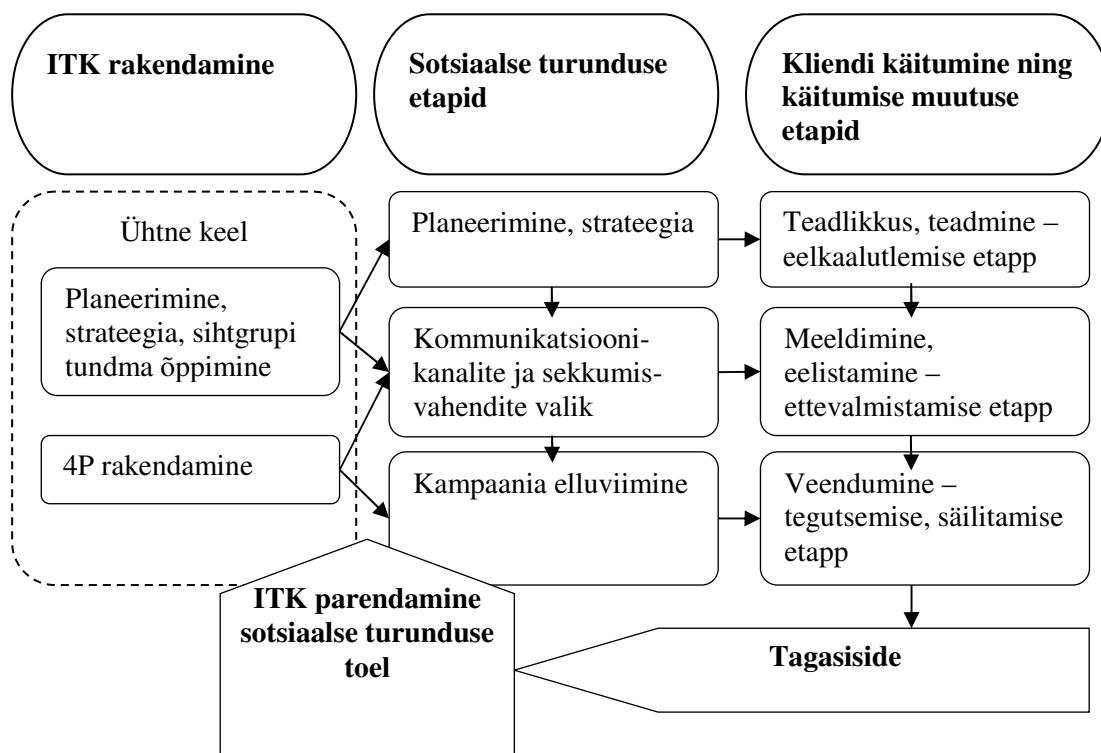 ITK rakendamine
Sotsiaalse turunduse
etapid
Kliendi käitumine ning
käitumise muutuse
etapid
Ühtne keel
Planeerimine,
strateegia, sihtgrupi
tundma õppimine
4P rakendamine
Planeerimine, strateegia
Kommunikatsiooni-
kanalite ja sekkumis-
vahendite valik
Kampaania elluviimine
Teadlikkus, teadmine –
eelkaalutlemise etapp
Meeldimine,
eelistamine –
ettevalmistamise etapp
Veendumine –
tegutsemise, säilitamise
etapp
ITK parendamine
sotsiaalse turunduse
toel
Tagasiside